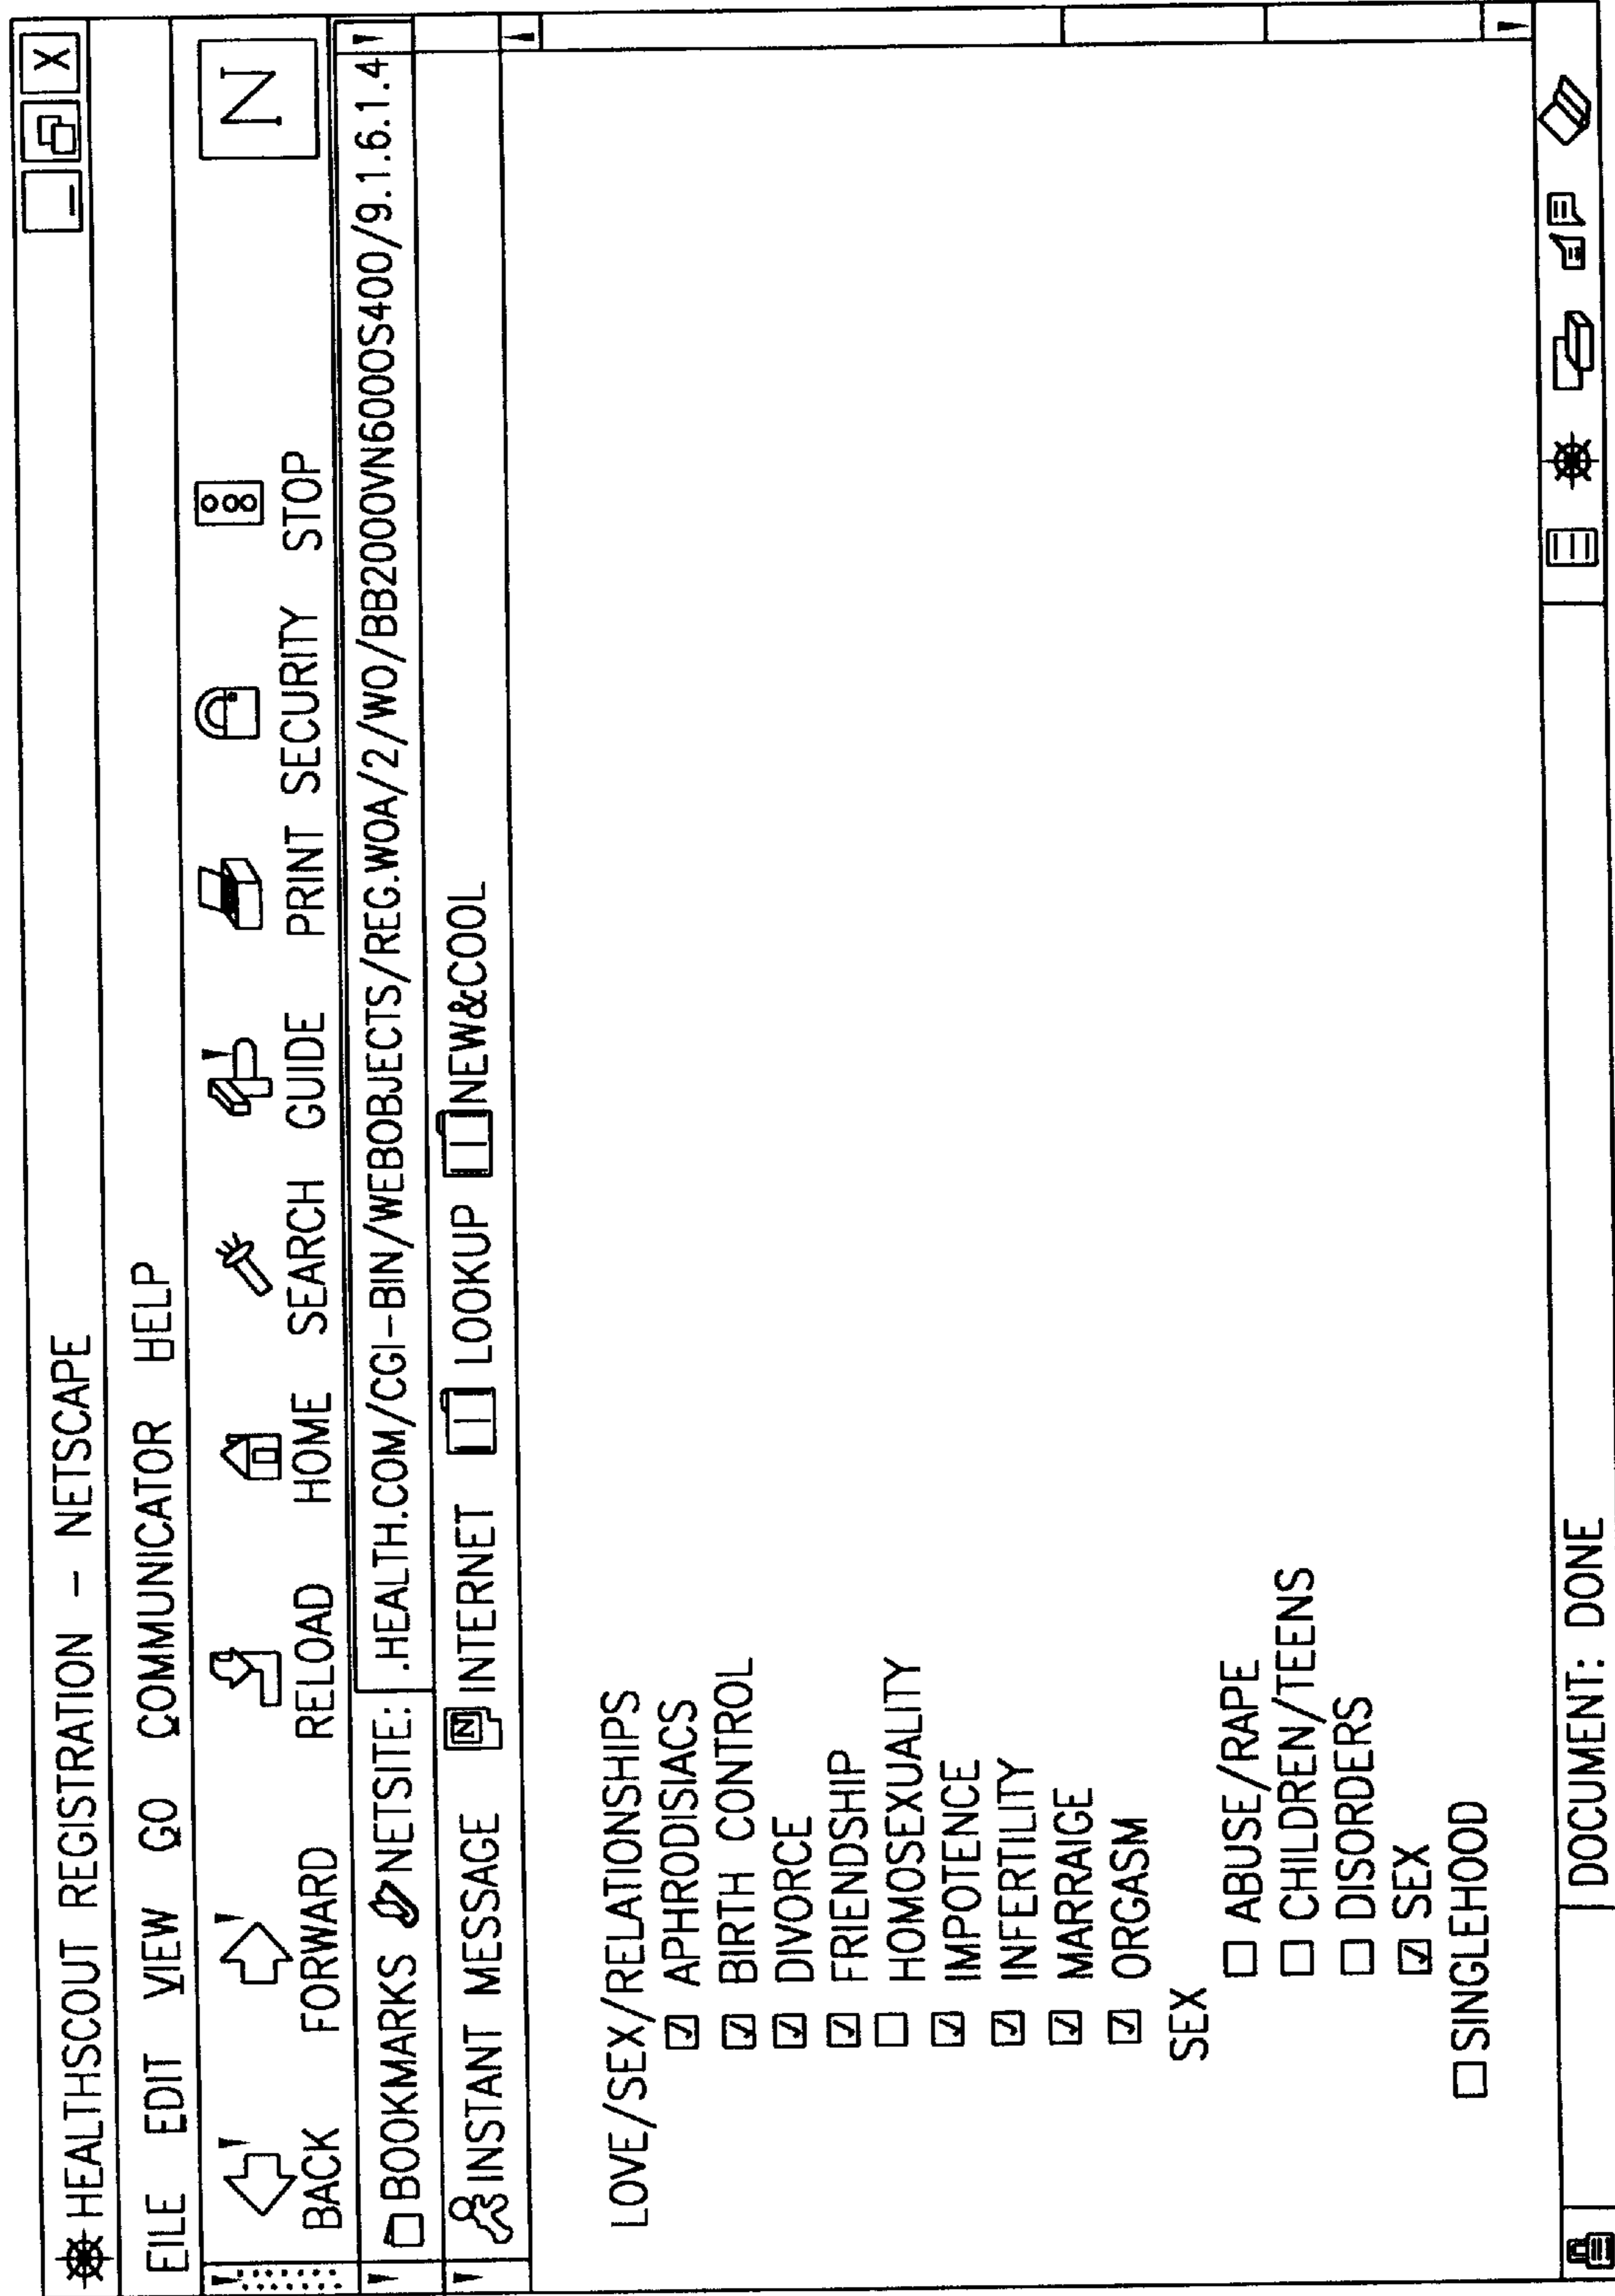 HEALTHSCOUT REGISTRATION - NETSCAPE
X
FILE EDIT VIEW GO COMMUNICATOR HELP
N
BACK FORWARD RELOAD HOME SEARCH GUIDE PRINT SECURITY STOP
BOOKMARKS NETSITE: .HEALTH.COM/CGI-BIN/WEBOBJECTS/REG.WOA/2/WO/BB2000VN6000S400/9.1.6.1.4
INSTANT MESSAGE N INTERNET LOOKUP NEW&COOL
LOVE/SEX/RELATIONSHIPS
APHRODISIACS
BIRTH CONTROL
DIVORCE
FRIENDSHIP
HOMOSEXUALITY
IMPOTENCE
INFERTILITY
MARRAIGE
ORGASM
SEX
ABUSE/RAPE
CHILDREN/TEENS
DISORDERS
SEX
SINGLEHOOD
DOCUMENT: DONE